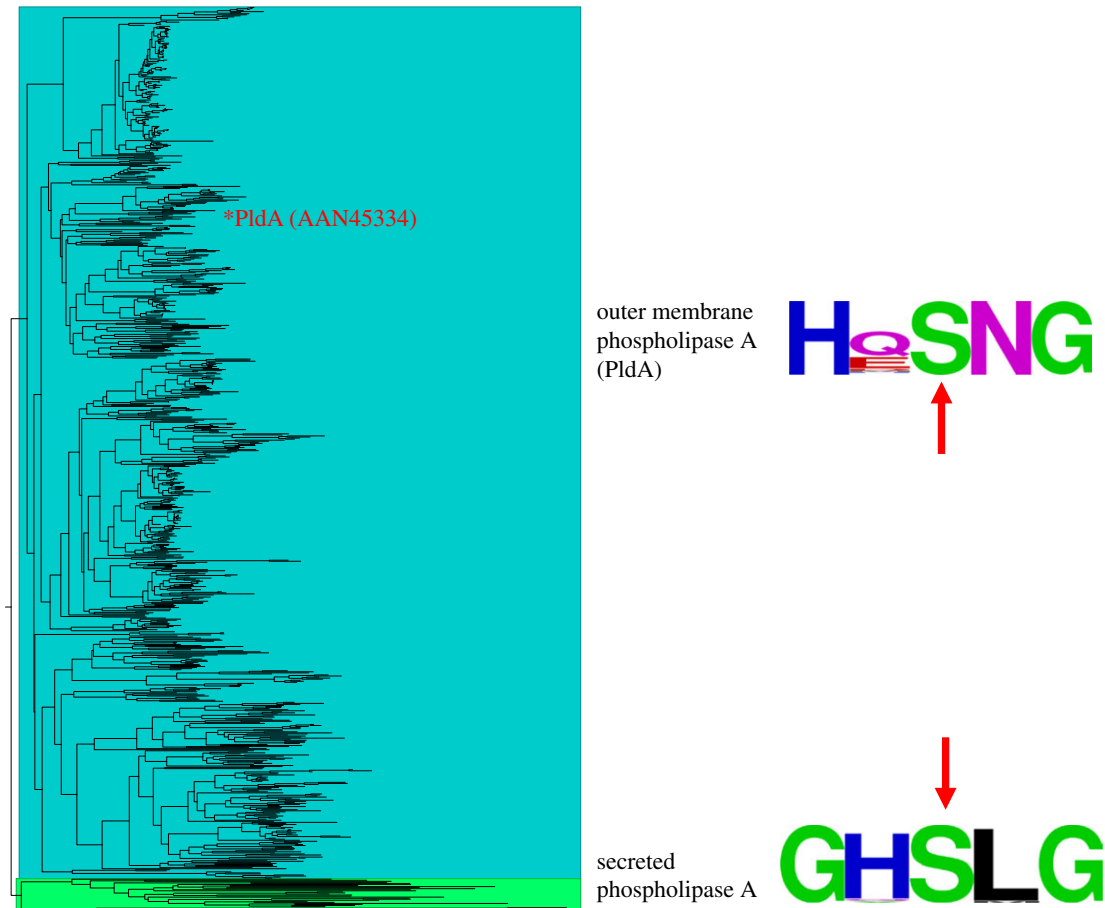 *PldA (AAN45334)
outer membrane
phospholipase A
(PldA)
HQSNG
secreted
phospholipase A
GHSLG